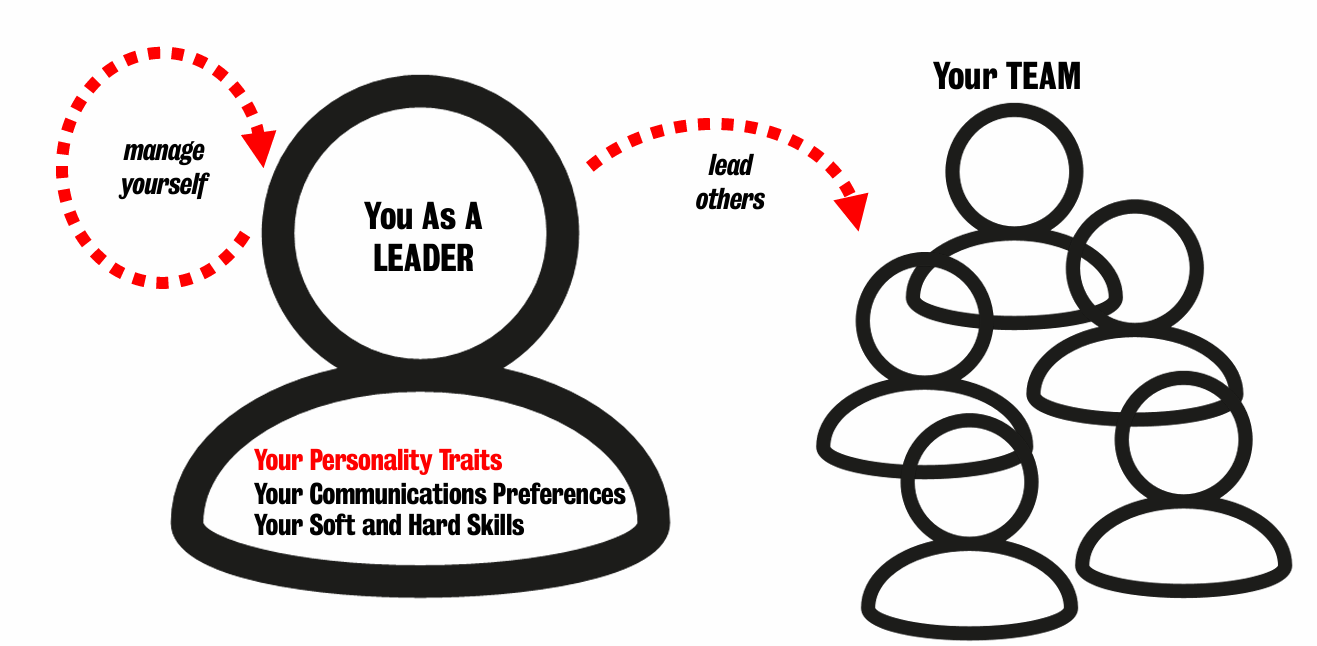 manage
yourself
You As A
LEADER
Your Personality Traits
Your Communications Preferences
Your Soft and Hard Skills
lead
others
Your TEAM